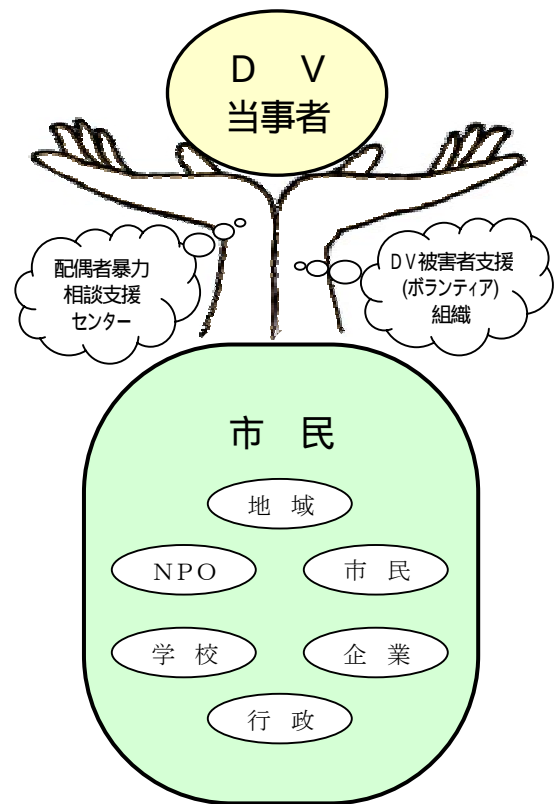 D V
当事者
配偶者暴力
相談支援
センター
DV被害者支援
(ボランティア)
組織
市 民
地 域
NPO
市 民
学 校
企 業
行 政